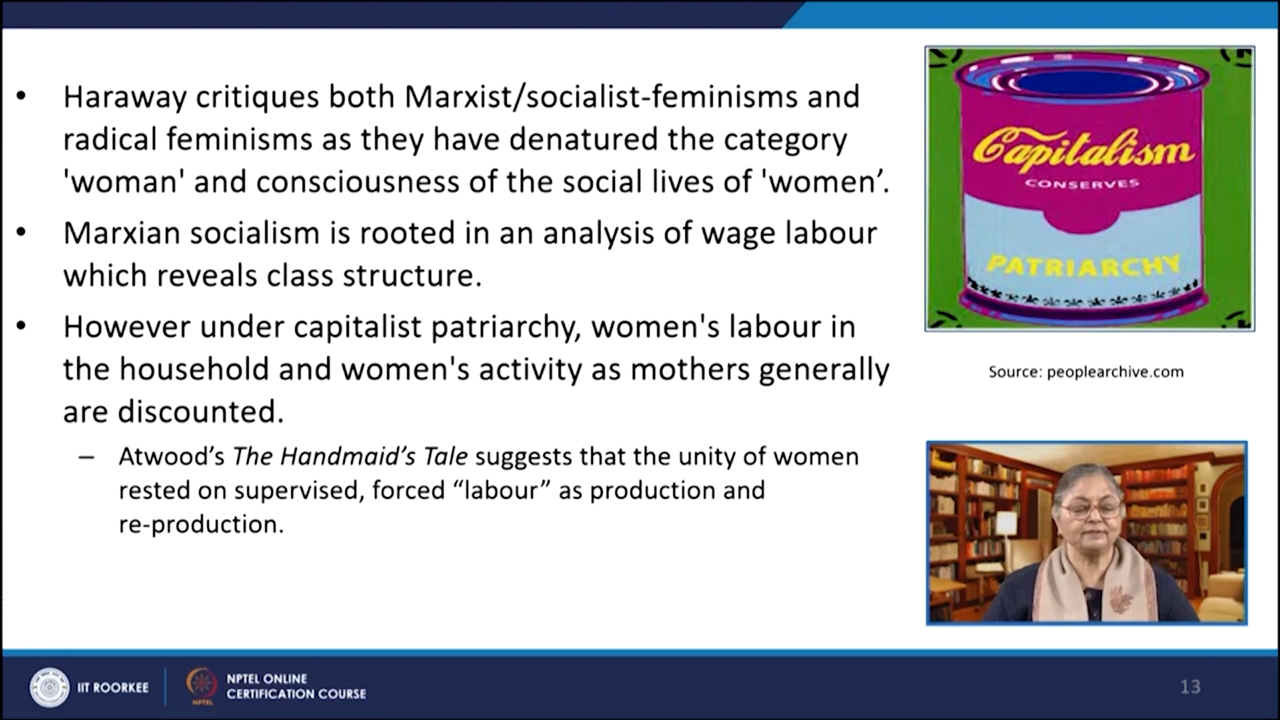 • Haraway critiques both Marxist/socialist-feminisms and
radical feminisms as they have denatured the category
'woman' and consciousness of the social lives of 'women’.
• Marxian socialism is rooted in an analysis of wage labour
which reveals class structure.
• However under capitalist patriarchy, women's labour in
the household and women's activity as mothers generally
are discounted.
– Atwood’s The Handmaid’s Tale suggests that the unity of women
rested on supervised, forced “labour” as production and
re-production.
Capitalism
CONSERVES
PATRIARCHY
Source: peoplearchive.com
IIT ROORKEE
NPTEL
NPTEL ONLINE
CERTIFICATION COURSE
13